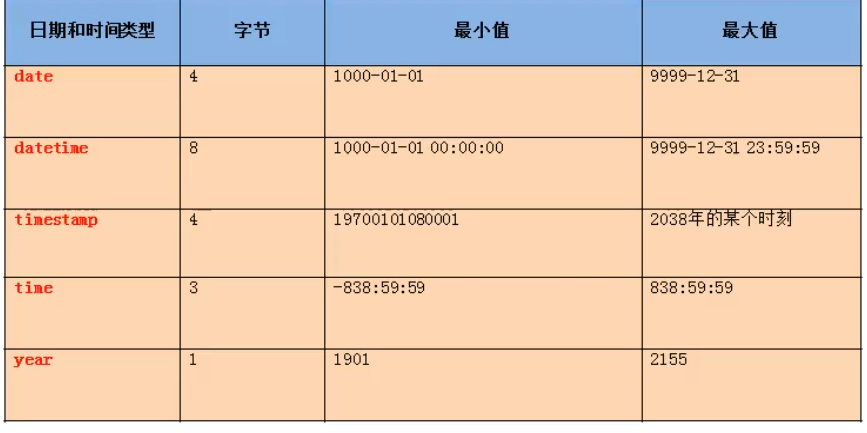 日期和时间类型 字节 最小值 最大值
date 4 1000-01-01 9999-12-31
datetime 8 1000-01-01 00:00:00 9999-12-31 23:59:59
timestamp 4 19700101080001 2038年的某个时刻
time 3 -838:59:59 838:59:59
year 1 1901 2155